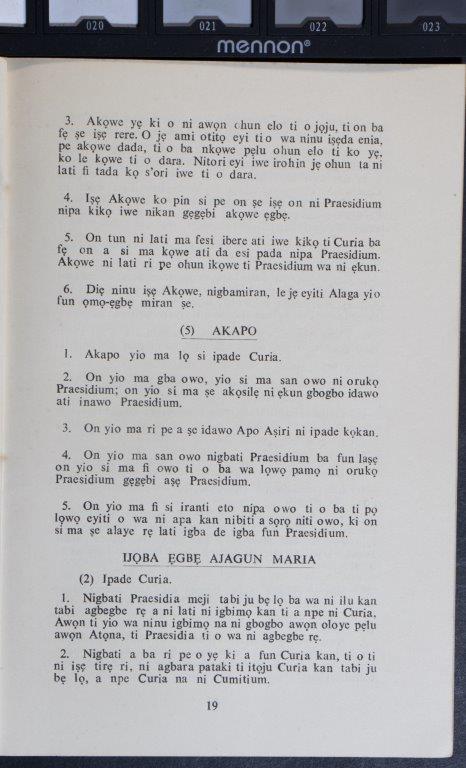 020 021 022 023
mennon®
3. Akọwe yẹ ki o ni awọn ohun elo ti o jọju, ti on ba
fẹ ṣe iṣẹ rere. O jẹ ami otitọ eyi ti o wa ninu iṣẹda enia,
pe akọwe dada, ti o ba nkọwe pẹlu ohun elo ti ko yẹ,
ko le kọwe ti o dara. Nitori eyi iwe irohin jẹ ohun ta ni
lati fi tada kọ s'ori iwe ti o dara.
4. Iṣẹ Akọwe ko pin si pe on ṣe iṣẹ on ni Praesidium
nipa kikọ iwe nikan gẹgẹbi akọwe ẹgbẹ.
5. On tun ni lati ma fesi ibere ati iwe kikọ ti Curia ba
fẹ on a si ma kọwe ati da esi pada nipa Praesidium.
Akọwe ni lati ri pe ohun ikọwe ti Praesidium wa ni ẹkun.
6. Diẹ ninu iṣẹ Akọwe, nigbamiran, le jẹ eyiti Alaga yio
fun ọmọ-ẹgbẹ miran ṣe.
(5) AKAPO
1. Akapo yio ma lọ si ipade Curia.
2. On yio ma gba owo, yio si ma san owo ni orukọ
Praesidium; on yio si ma ṣe akọsilẹ ni ẹkun gbogbo idawo
ati inawo Praesidium.
3. On yio ma ri pe a ṣe idawo Apo Aṣiri ni ipade kọkan.
4. On yio ma san owo nigbati Praesidium ba fun laṣẹ
on yio si ma fi owo ti o ba wa lọwọ pamọ ni orukọ
Praesidium gẹgẹbi aṣẹ Praesidium.
5. On yio ma fi si iranti eto nipa owo ti o ba ti pọ
lọwọ eyiti o wa ni apa kan nibiti a sọrọ niti owo, ki on
si ma ṣe alaye rẹ lati igba de igba fun Praesidium.
IJỌBA ẸGBẸ AJAGUN MARIA
(2) Ipade Curia.
1. Nigbati Praesidia meji tabi ju bẹ lọ ba wa ni ilu kan
tabi agbegbe rẹ a ni lati ni igbimọ kan ti a npe ni Curia.
Awọn ti yio wa ninu igbimọ na ni gbogbo awọn oloye pẹlu
awọn Atọna, ti Praesidia ti o wa ni agbegbe rẹ.
2. Nigbati a ba ri pe o yẹ ki a fun Curia kan, ti o ti
ni iṣẹ tirẹ ri, ni agbara pataki ti itọju Curia kan tabi ju
bẹ lọ, a npe Curia na ni Cumitium.
19